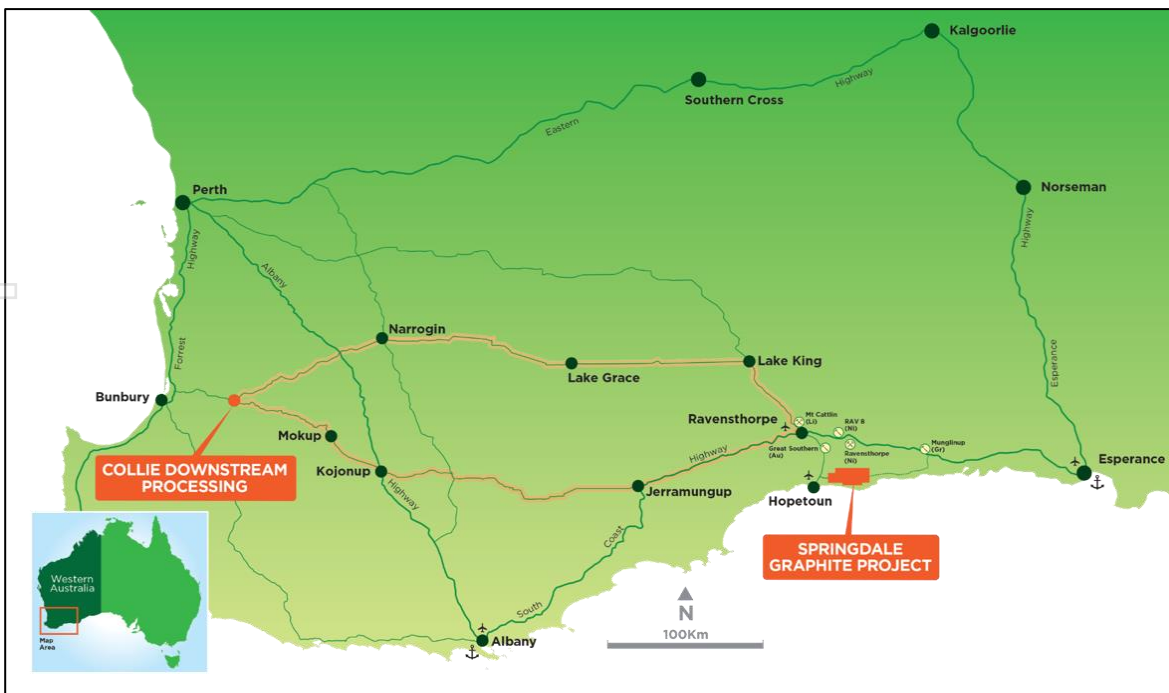 Kalgoorlie
Highway
Southern Cross
Eastern
Perth
Norseman
Highway
Highway
Albany
Esperance
Forrest
Narrogin
Lake King
Lake Grace
Bunbury
Mt Cattlin
(Li)
RAV 8
(Ni)
Ravensthorpe
Great Southern
(Au)
Ravensthorpe
(Ni)
Munglinup
(Gr)
Mokup
Kojonup
Highway
Highway
Esperance
COLLIE DOWNSTREAM
PROCESSING
Jerramungup
Hopetoun
Coast
South
SPRINGDALE
GRAPHITE PROJECT
Western
Australia
Map
Area
N
100Km
Albany